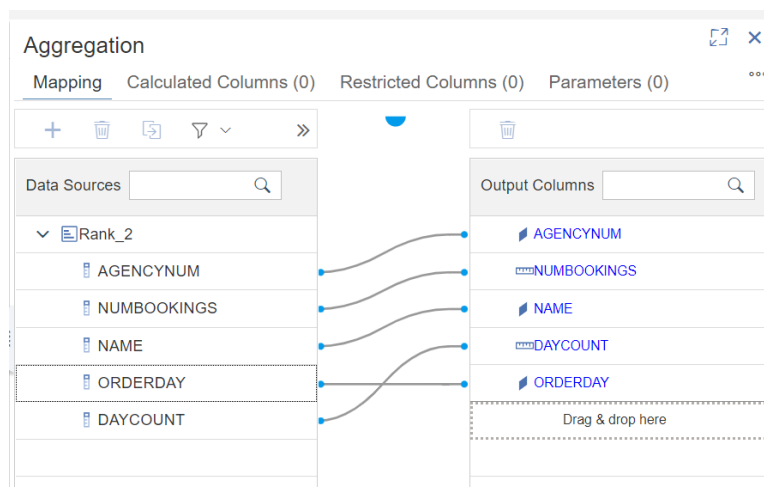 Aggregation
Mapping Calculated Columns (0) Restricted Columns (0) Parameters (0)
Data Sources
Output Columns
Rank_2
AGENCYNUM
NUMBOOKINGS
NAME
ORDERDAY
DAYCOUNT
AGENCYNUM
NUMBOOKINGS
NAME
DAYCOUNT
ORDERDAY
Drag & drop here